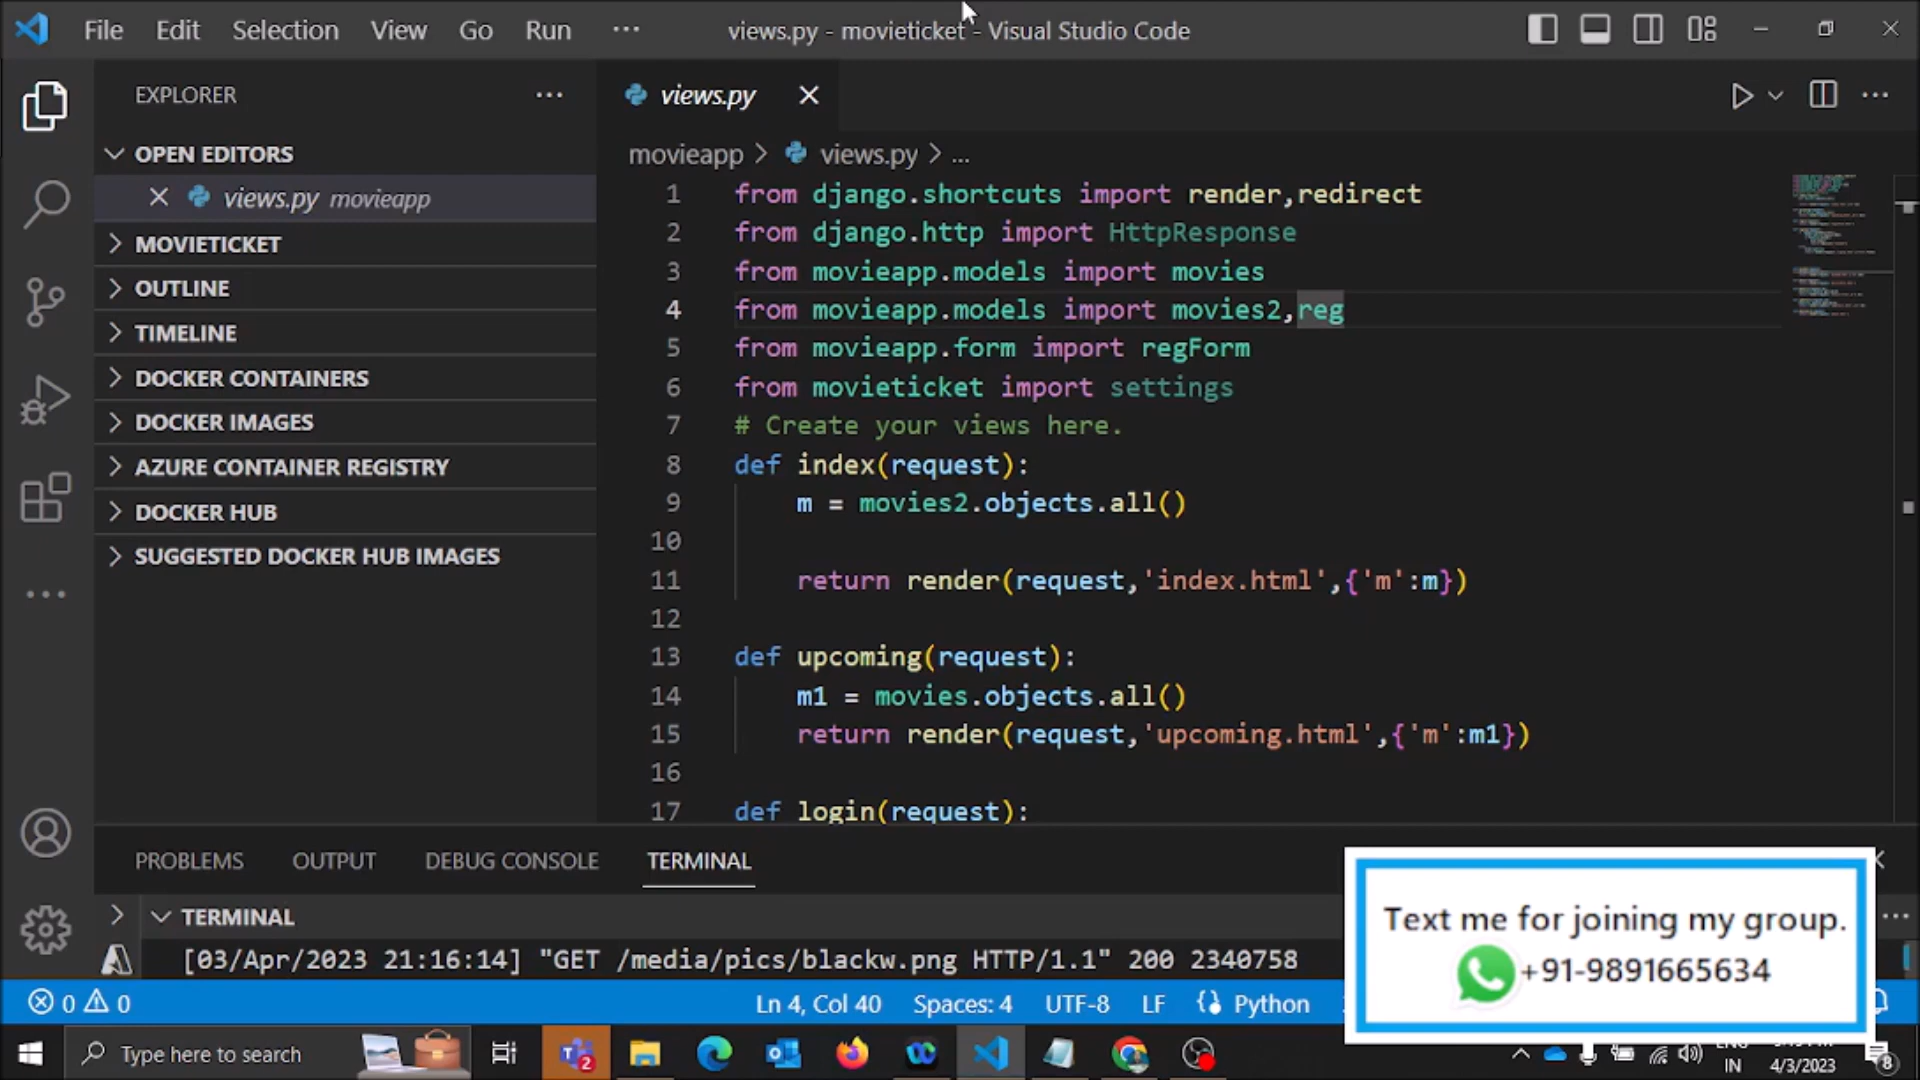 File Edit Selection View Go Run ··· views.py - movieticket - Visual Studio Code
EXPLORER ···
OPEN EDITORS
views.py movieapp
MOVIETICKET
OUTLINE
TIMELINE
DOCKER CONTAINERS
DOCKER IMAGES
AZURE CONTAINER REGISTRY
DOCKER HUB
SUGGESTED DOCKER HUB IMAGES
views.py
movieapp > views.py > ...
1 from django.shortcuts import render,redirect
2 from django.http import HttpResponse
3 from movieapp.models import movies
4 from movieapp.models import movies2,reg
5 from movieapp.form import regForm
6 from movieticket import settings
7 # Create your views here.
8 def index(request):
9 m = movies2.objects.all()
10
11 return render(request,'index.html',{'m':m})
12
13 def upcoming(request):
14 m1 = movies.objects.all()
15 return render(request,'upcoming.html',{'m':m1})
16
17 def login(request):
PROBLEMS OUTPUT DEBUG CONSOLE TERMINAL
TERMINAL
[03/Apr/2023 21:16:14] "GET /media/pics/blackw.png HTTP/1.1" 200 2340758
Text me for joining my group.
+91-9891665634
0 0 Ln 4, Col 40 Spaces: 4 UTF-8 LF Python
Type here to search
2
IN 4/3/2023 8